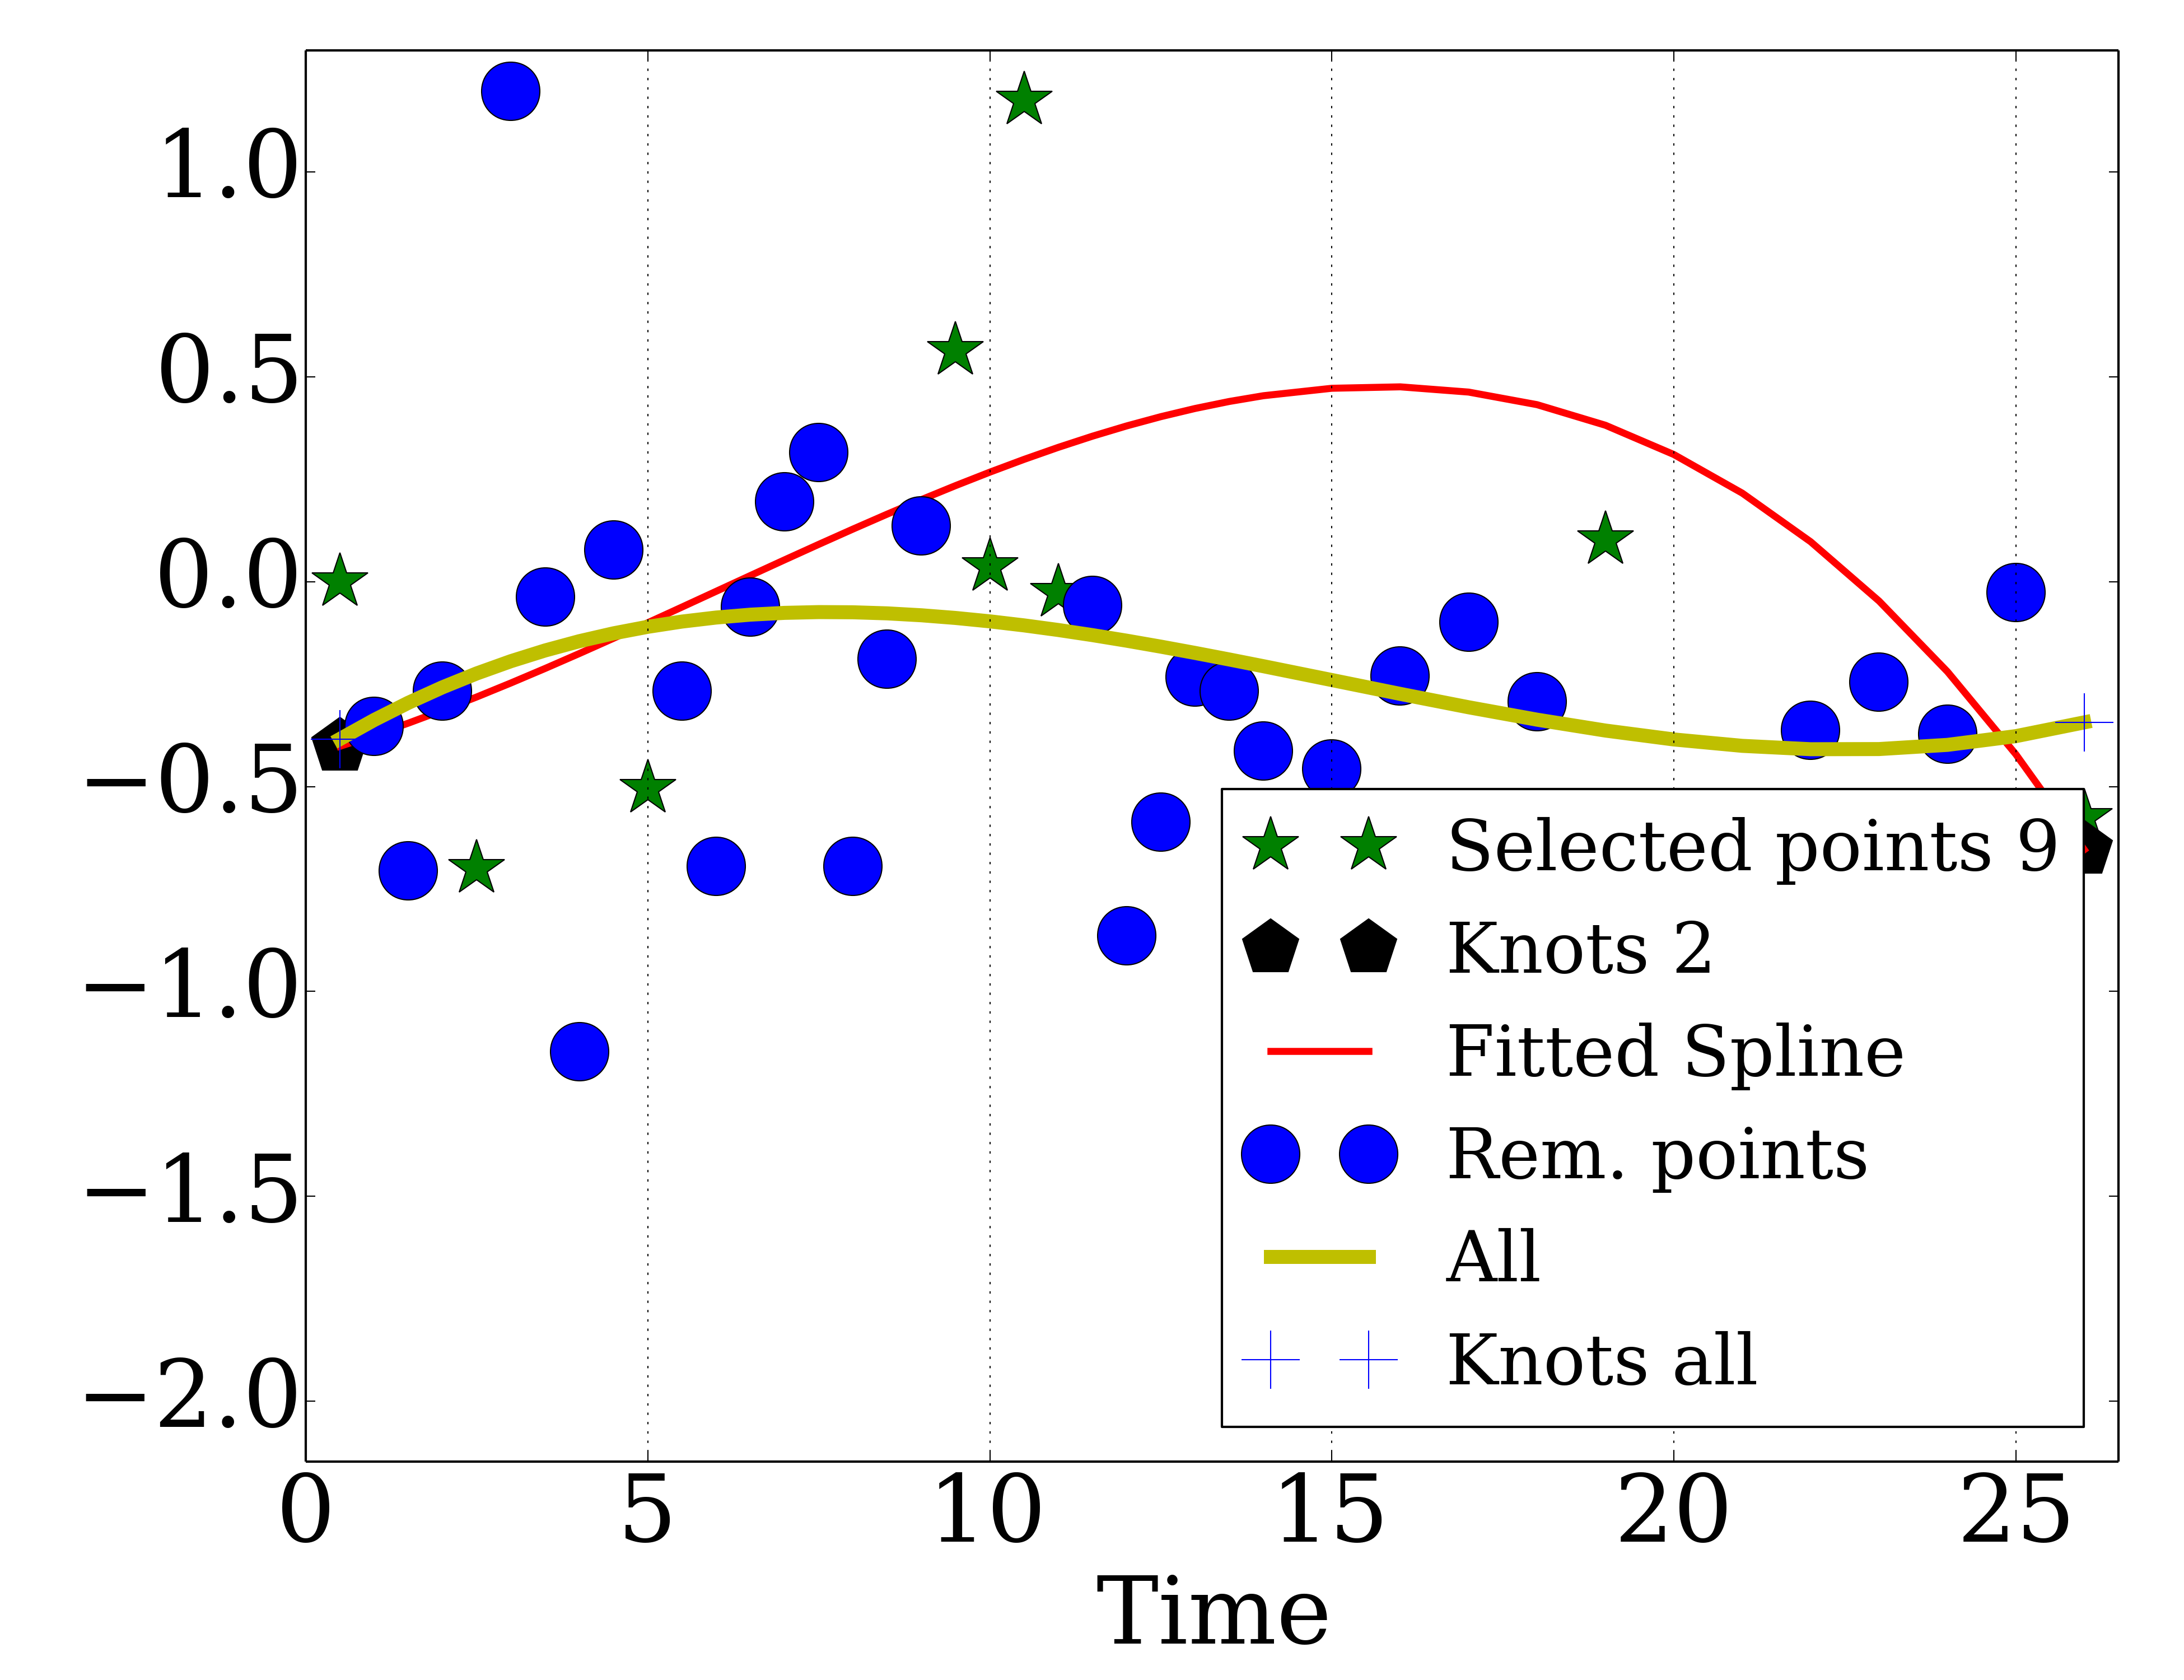 1.0
0.5
0.0
−0.5
−1.0
−1.5
−2.0
Selected points 9
Knots 2
Fitted Spline
Rem. points
All
Knots all
0 5 10 15 20 25
Time